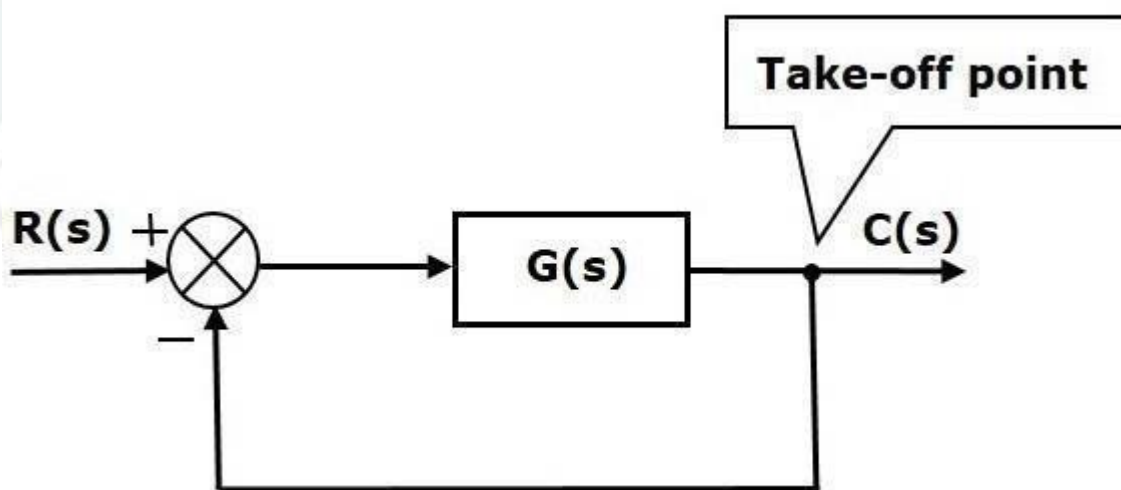 Take-off point
R(s) +
G(s)
C(s)
−